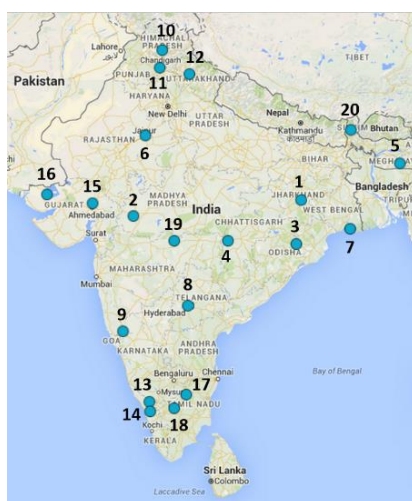 10
HIMACHAL
PRADESH
Lahore
Chandigarh
12
TIBET
PUNJAB
UTTARAKHAND
11
Pakistan
HARYANA
New Delhi
UTTAR
PRADESH
Nepal
20
Kathmandu
SIKKIM
Bhutan
5
Jaipur
RAJASTHAN
6
BIHAR
MEGHALAYA
16
15
1
Bangladesh
GUJARAT
2
MADHYA
PRADESH
India
JHARKHAND
WEST BENGAL
TRIP
Ahmedabad
19
CHHATTISGARH
3
Surat
4
ODISHA
7
MAHARASHTRA
Mumbai
8
TELANGANA
9
Hyderabad
GOA
KARNATAKA
ANDHRA
PRADESH
Bay of Bengal
Bengaluru
Chennai
13
Mysuru
17
14
TAMIL NADU
Kochi
18
KERALA
Sri Lanka
Colombo
Laccadive Sea